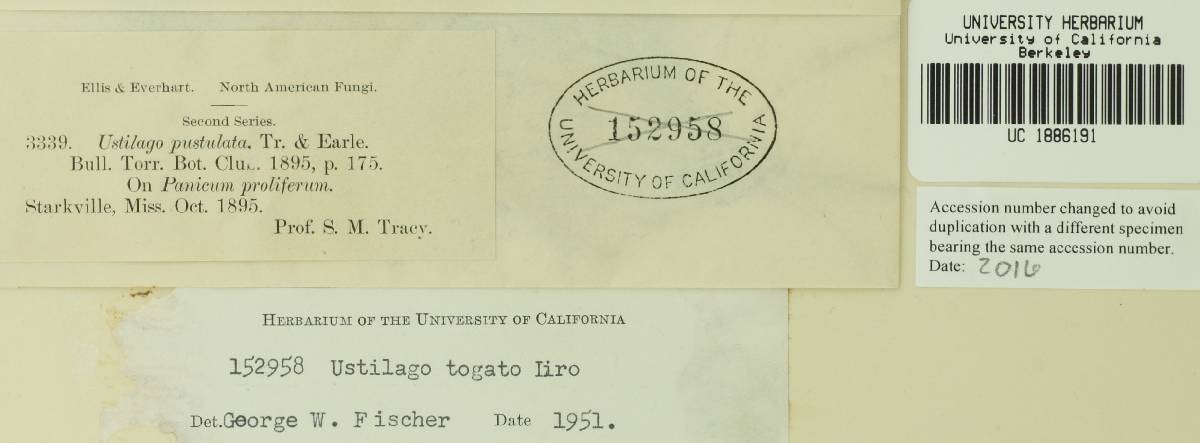 Ellis & Everhart. North American Fungi.
Second Series.
3339. Ustilago pustulata, Tr. & Earle.
Bull. Torr. Bot. Clu.. 1895, p. 175.
On Panicum proliferum.
Starkville, Miss. Oct. 1895.
Prof. S. M. Tracy.
HERBARIUM OF THE
152958
UNIVERSITY OF CALIFORNIA
UNIVERSITY HERBARIUM
University of California
Berkeley
UC 1886191
Accession number changed to avoid
duplication with a different specimen
bearing the same accession number.
Date: 2016
HERBARIUM OF THE UNIVERSITY OF CALIFORNIA
152958 Ustilago togato Liro
Det. George W. Fischer Date 1951.